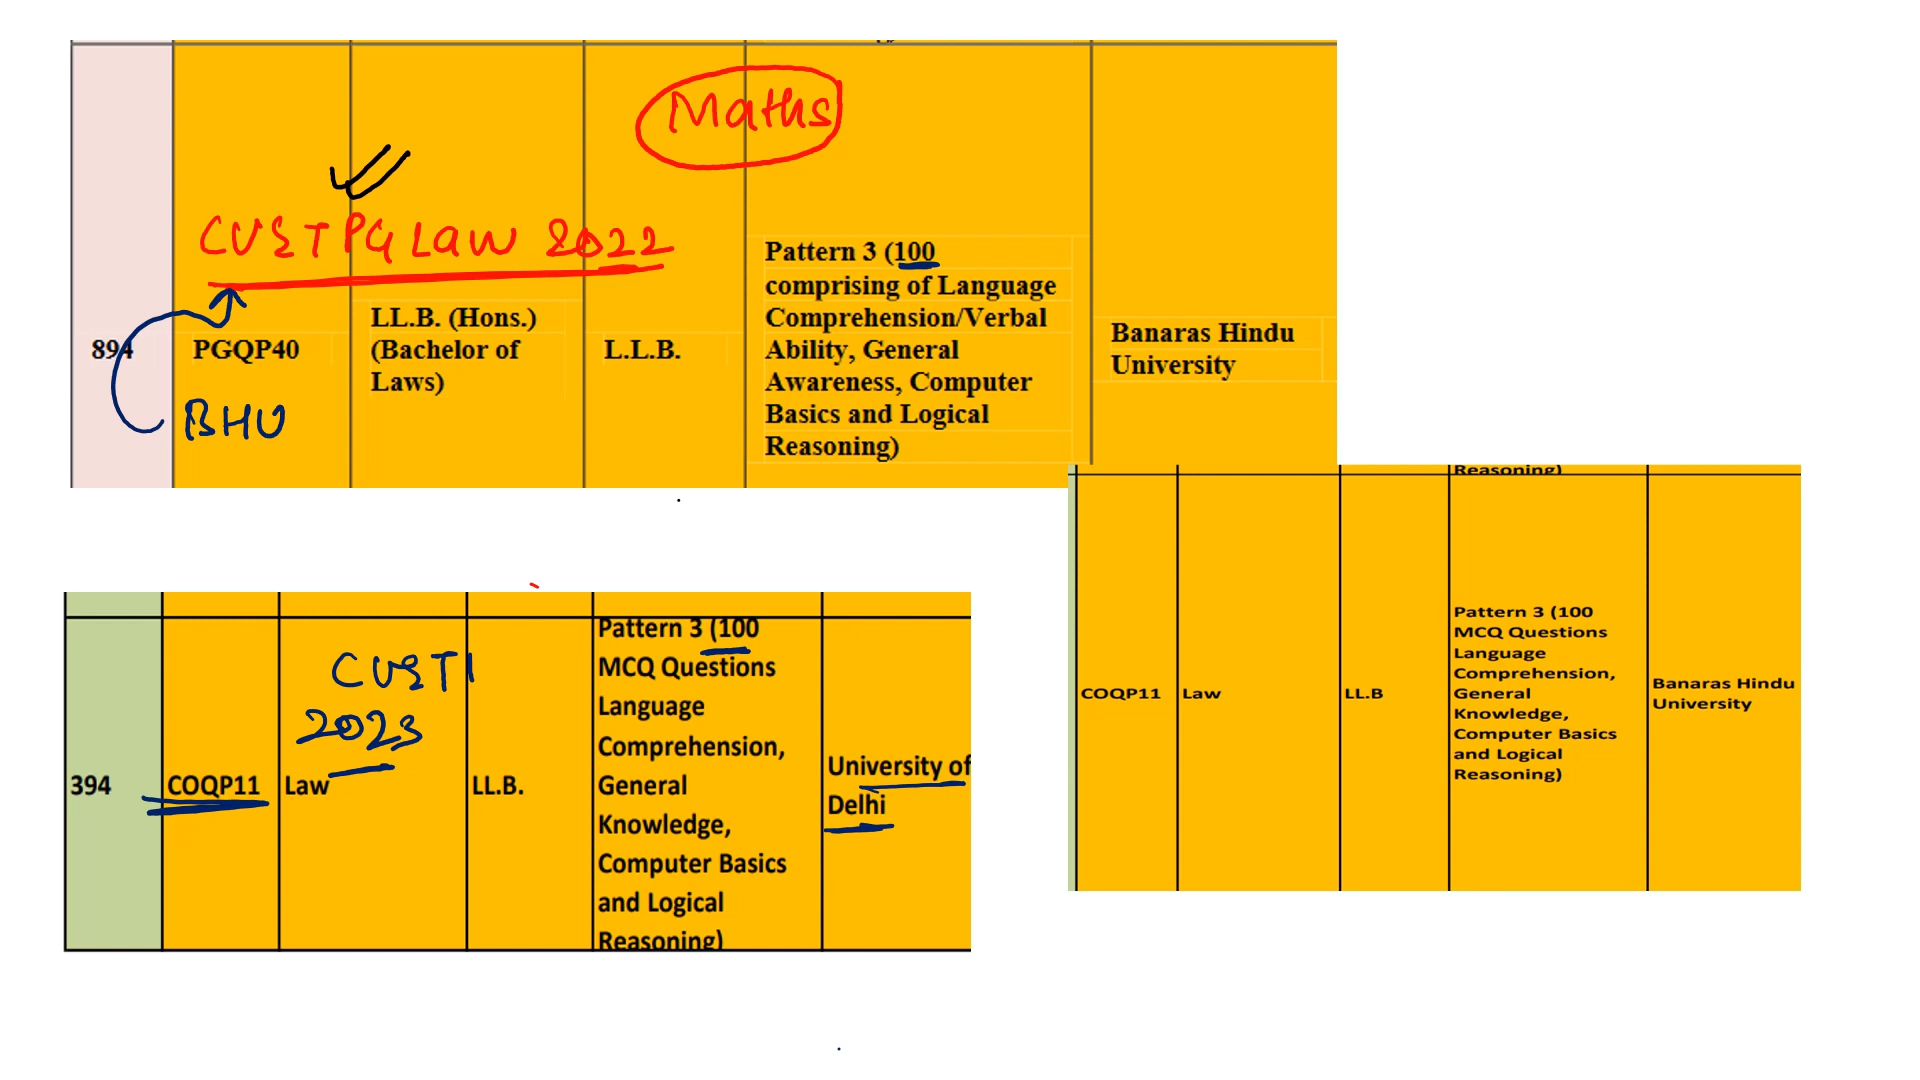 Maths
CUET PG LAW 2022
894
PGQP40
LL.B. (Hons.)
(Bachelor of
Laws)
L.L.B.
Pattern 3 (100
comprising of Language
Comprehension/Verbal
Ability, General
Awareness, Computer
Basics and Logical
Reasoning)
Banaras Hindu
University
BHU
Reasoning)
COQP11
Law
LL.B
Pattern 3 (100
MCQ Questions
Language
Comprehension,
General
Knowledge,
Computer Basics
and Logical
Reasoning)
Banaras Hindu
University
CUET
2023
394
COQP11
Law
LL.B.
Pattern 3 (100
MCQ Questions
Language
Comprehension,
General
Knowledge,
Computer Basics
and Logical
Reasoning)
University of
Delhi